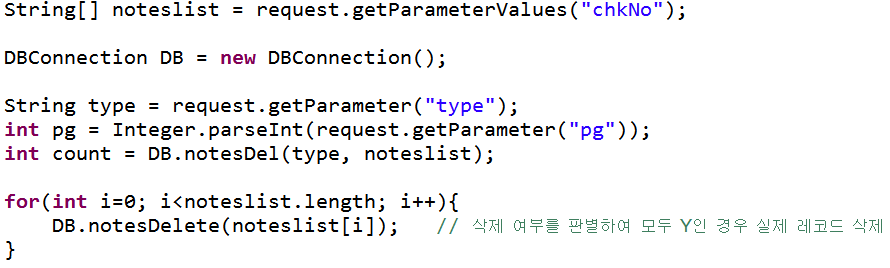 String[] noteslist = request.getParameterValues("chkNo");
DBConnection DB = new DBConnection();
String type = request.getParameter("type");
int pg = Integer.parseInt(request.getParameter("pg"));
int count = DB.notesDel(type, noteslist);
for(int i=0; i<noteslist.length; i++){
    DB.notesDelete(noteslist[i]);   // 삭제 여부를 판별하여 모두 Y인 경우 실제 레코드 삭제
}